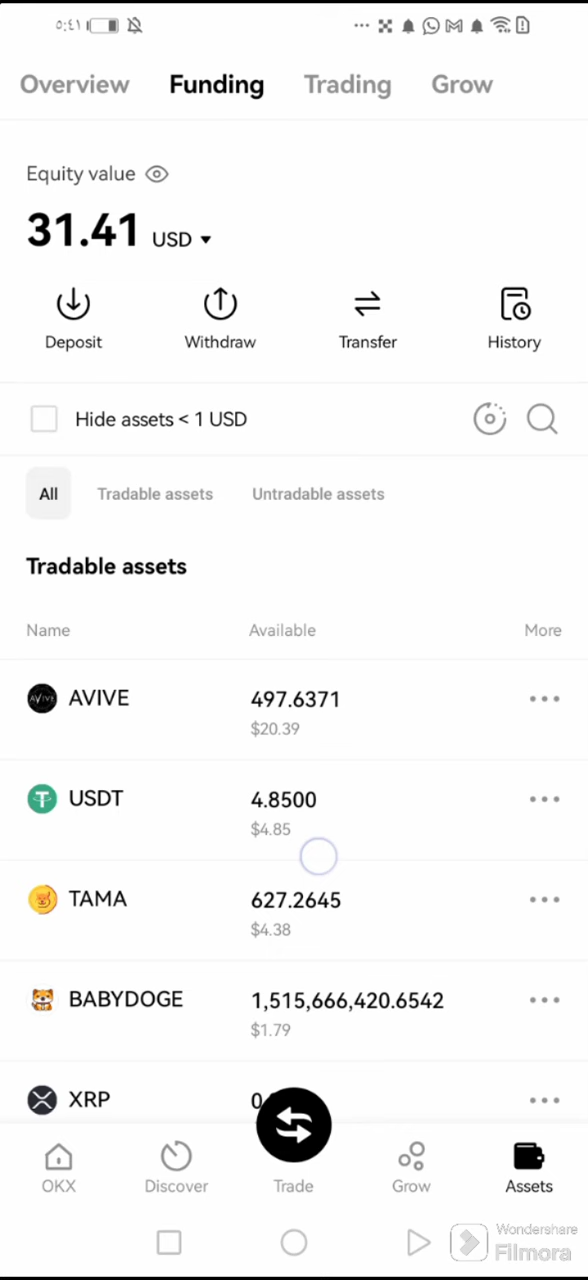 ٥:٤١
Overview Funding Trading Grow
Equity value
31.41 USD
Deposit Withdraw Transfer History
Hide assets < 1 USD
All Tradable assets Untradable assets
Tradable assets
Name Available More
AVIVE 497.6371
$20.39
USDT 4.8500
$4.85
TAMA 627.2645
$4.38
BABYDOGE 1,515,666,420.6542
$1.79
XRP
OKX Discover Trade Grow Assets
Wondershare
Filmora